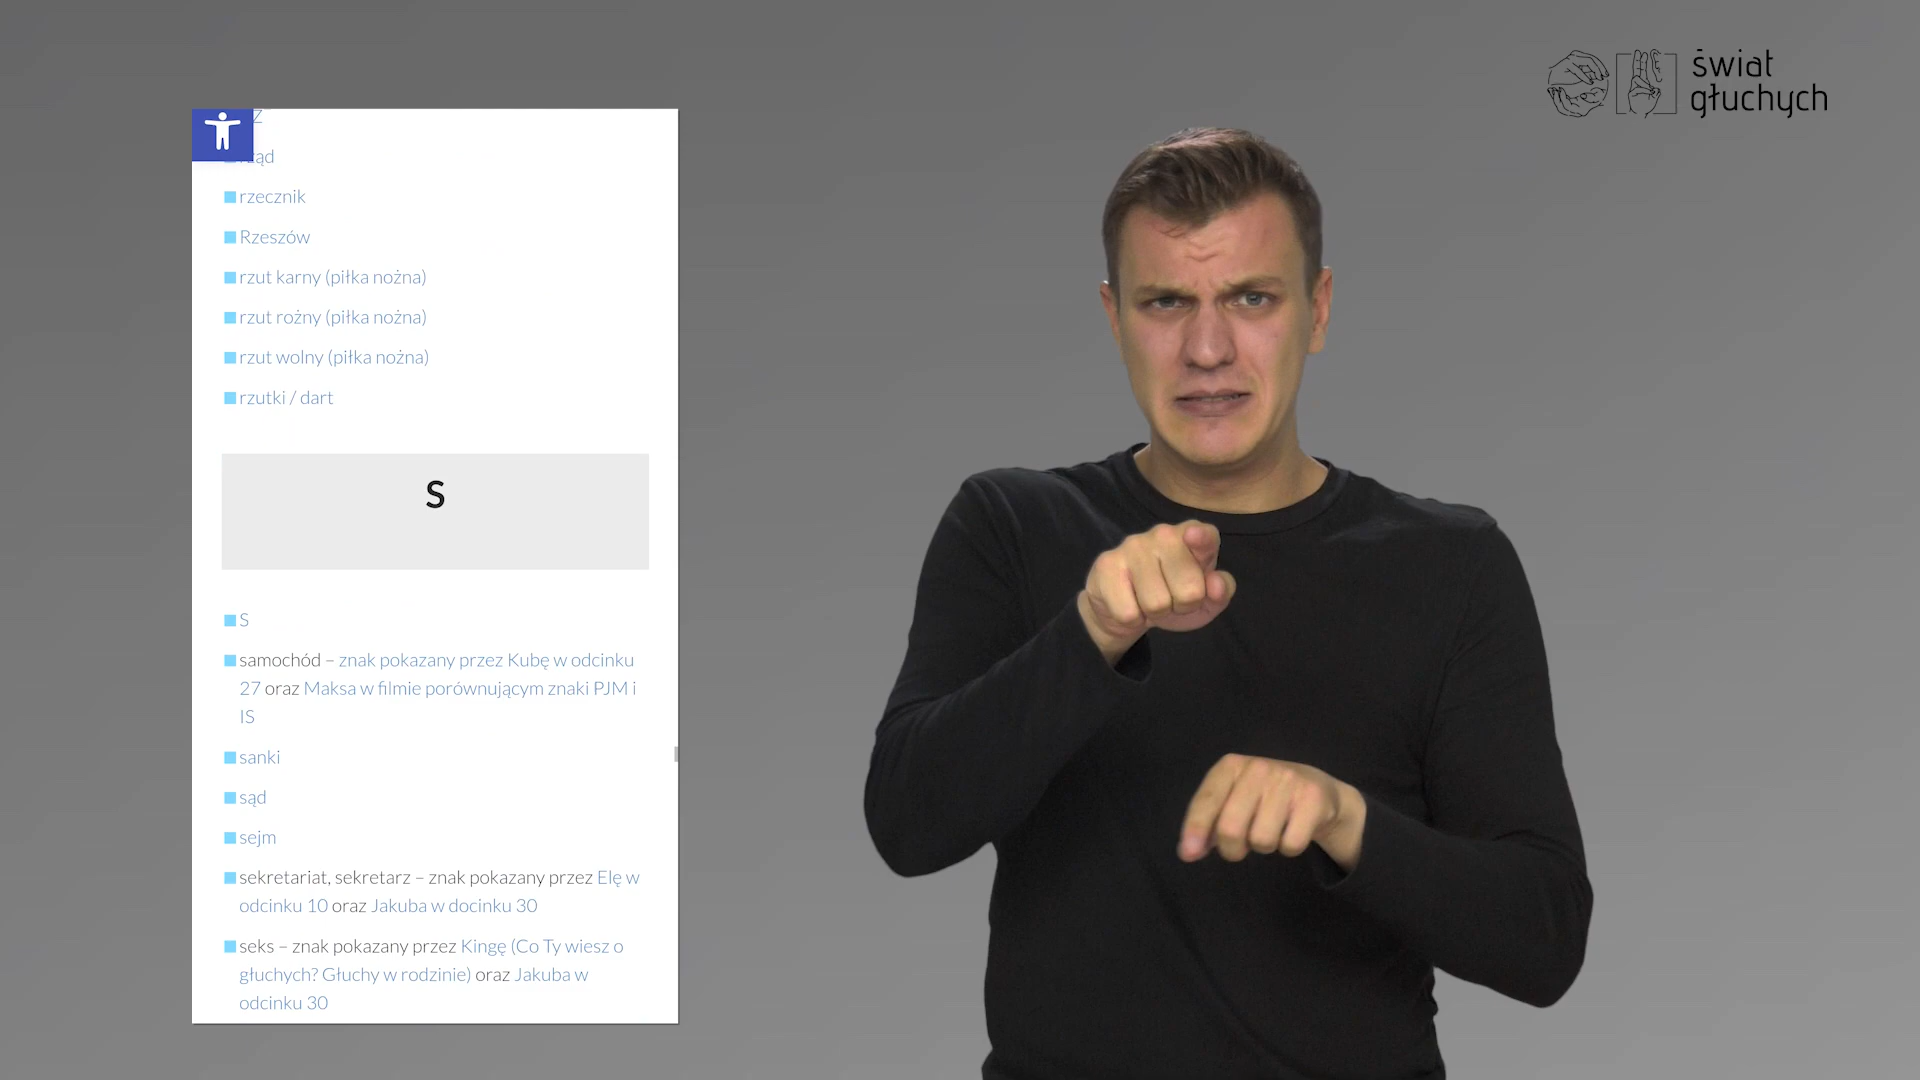 rzecznik
Rzeszów
rzut karny (piłka nożna)
rzut rożny (piłka nożna)
rzut wolny (piłka nożna)
rzutki / dart
S
S
samochód – znak pokazany przez Kubę w odcinku
27 oraz Maksa w filmie porównującym znaki PJM i
IS
sanki
sąd
sejm
sekretariat, sekretarz – znak pokazany przez Elę w
odcinku 10 oraz Jakuba w docinku 30
seks – znak pokazany przez Kingę (Co Ty wiesz o
głuchych? Głuchy w rodzinie) oraz Jakuba w
odcinku 30
świat
głuchych